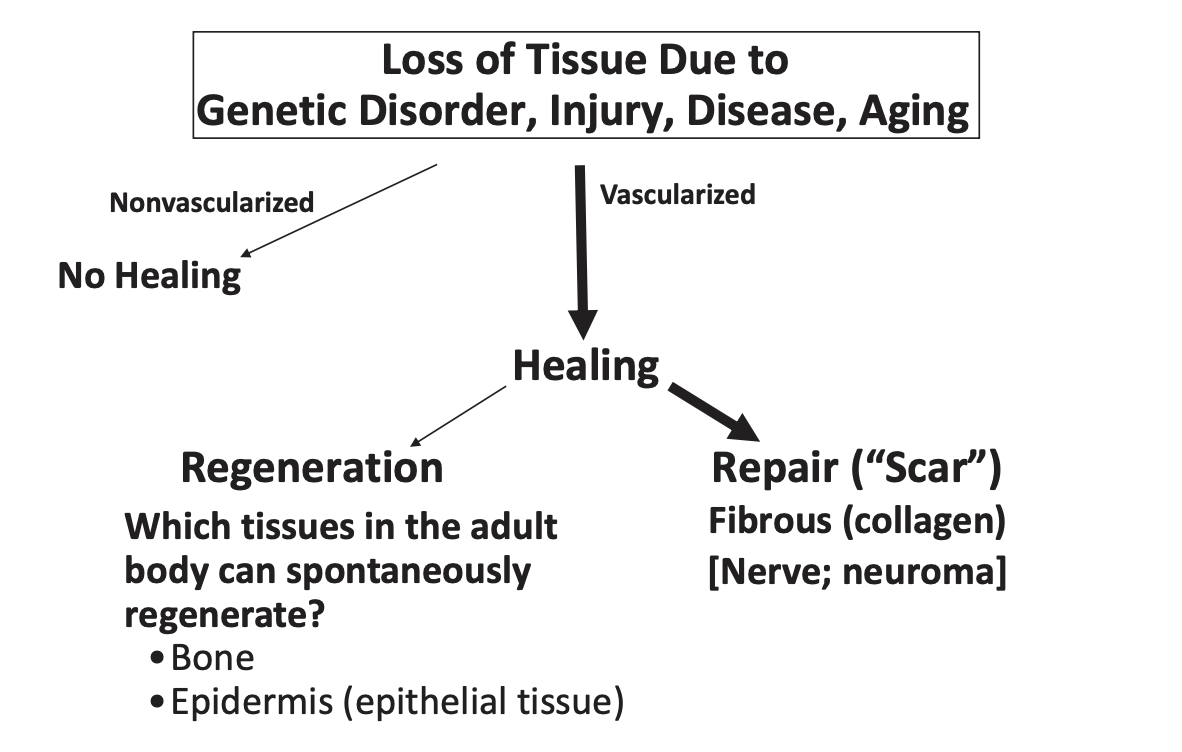 Loss of Tissue Due to
Genetic Disorder, Injury, Disease, Aging
Nonvascularized
Vascularized
No Healing
Healing
Regeneration
Repair (“Scar”)
Which tissues in the adult
body can spontaneously
regenerate?
• Bone
• Epidermis (epithelial tissue)
Fibrous (collagen)
[Nerve; neuroma]